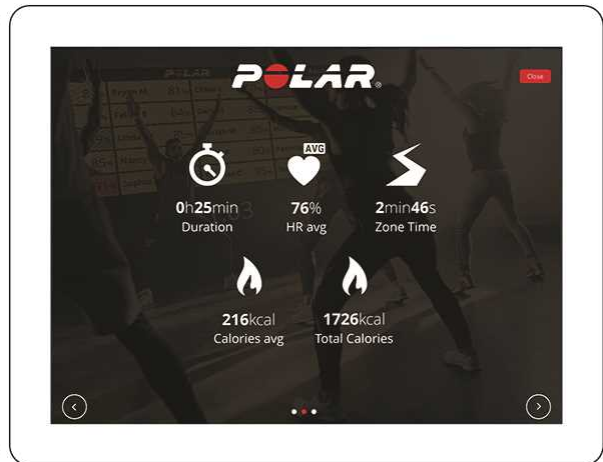 POLAR®
Close
AVG
0h25min
Duration
76%
HR avg
2min46s
Zone Time
216kcal
Calories avg
1726kcal
Total Calories